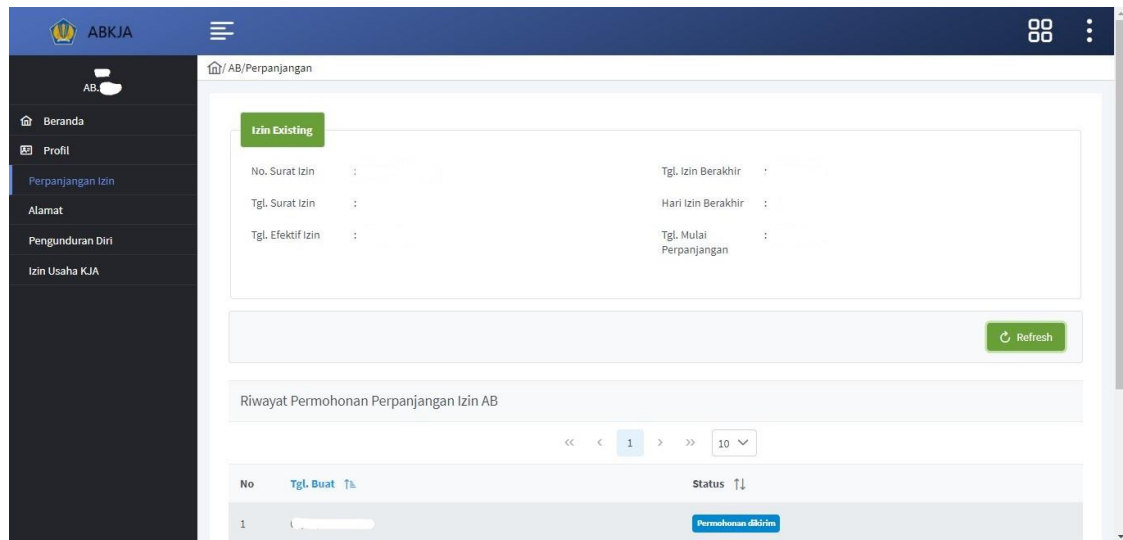 ABKJA
AB/Perpanjangan
AB.
Beranda
Profil
Perpanjangan Izin
Alamat
Pengunduran Diri
Izin Usaha KJA
Izin Existing
No. Surat Izin :
Tgl. Surat Izin :
Tgl. Efektif Izin :
Tgl. Izin Berakhir :
Hari Izin Berakhir :
Tgl. Mulai :
Perpanjangan
Refresh
Riwayat Permohonan Perpanjangan Izin AB
<< < 1 > >> 10
No Tgl. Buat Status
1 Permohonan dikirim